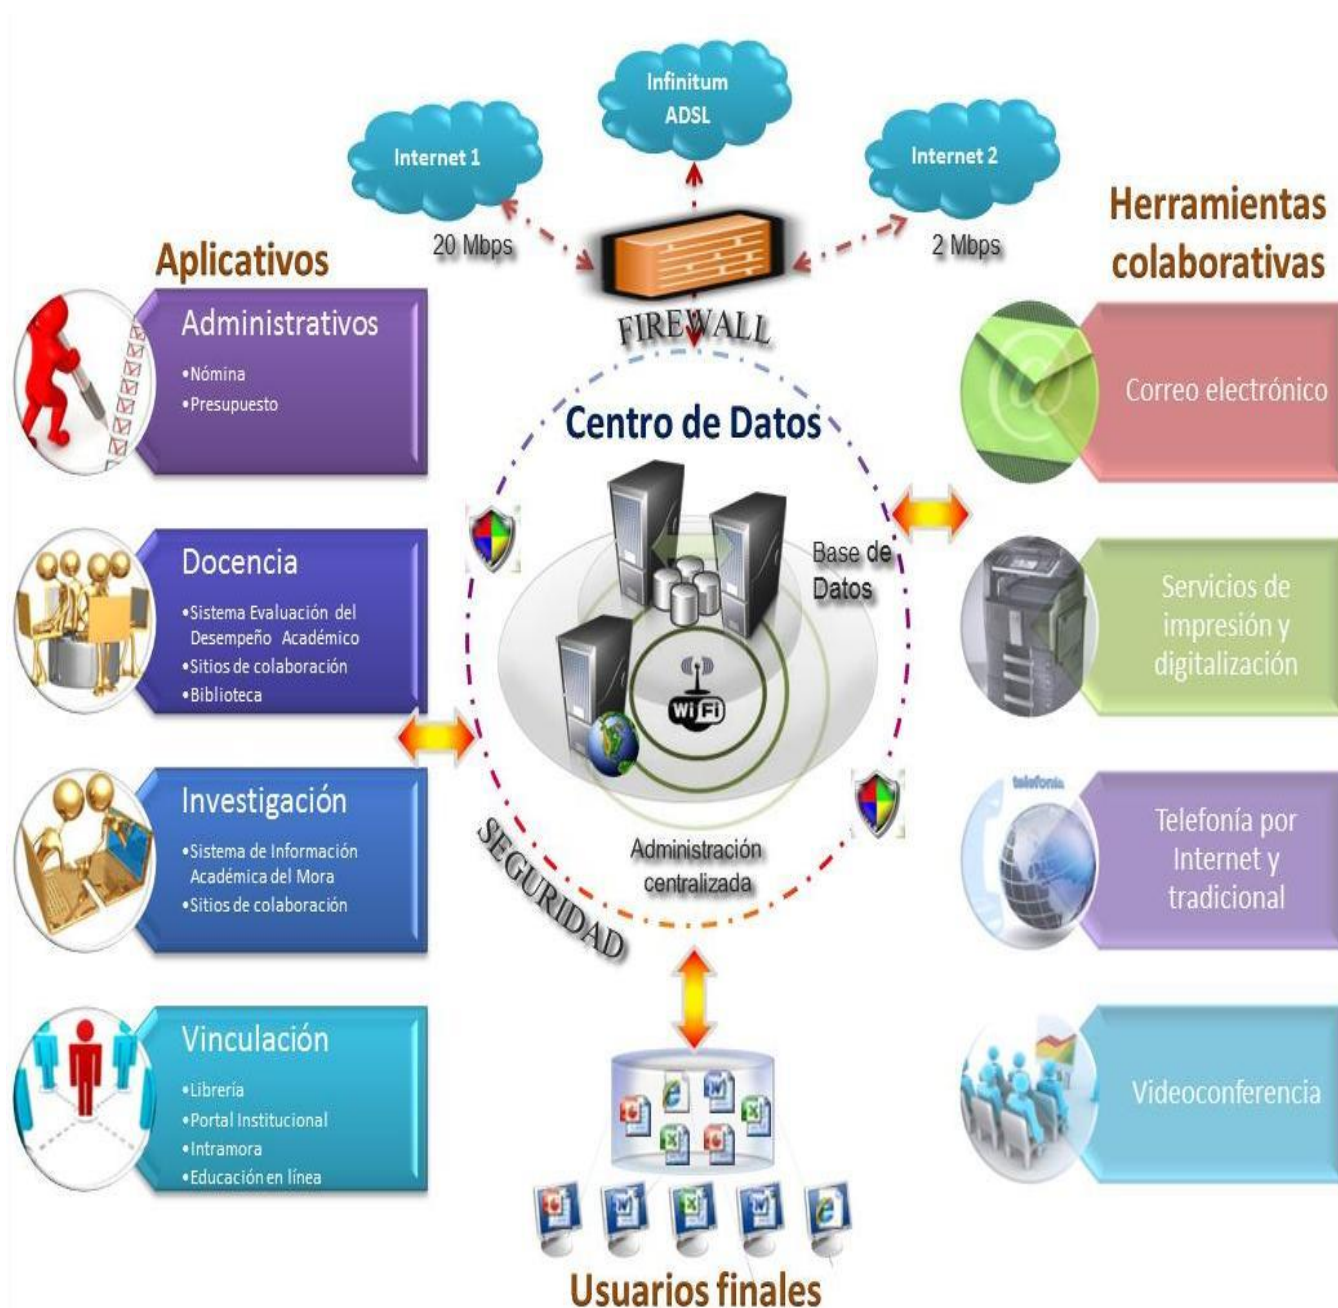 Infinitum
ADSL
Internet 1
Internet 2
20 Mbps
2 Mbps
FIREWALL
Aplicativos
Administrativos
•Nómina
•Presupuesto
Docencia
•Sistema Evaluación del
Desempeño Académico
•Sitios de colaboración
•Biblioteca
Investigación
•Sistema de Información
Académica del Mora
•Sitios de colaboración
Vinculación
•Librería
•Portal Institucional
•Intramora
•Educación en línea
Centro de Datos
Base de
Datos
Wi Fi
Administración
centralizada
SEGURIDAD
Usuarios finales
Herramientas
colaborativas
@
Correo electrónico
Servicios de
impresión y
digitalización
telefonía
Telefonía por
Internet y
tradicional
Videoconferencia